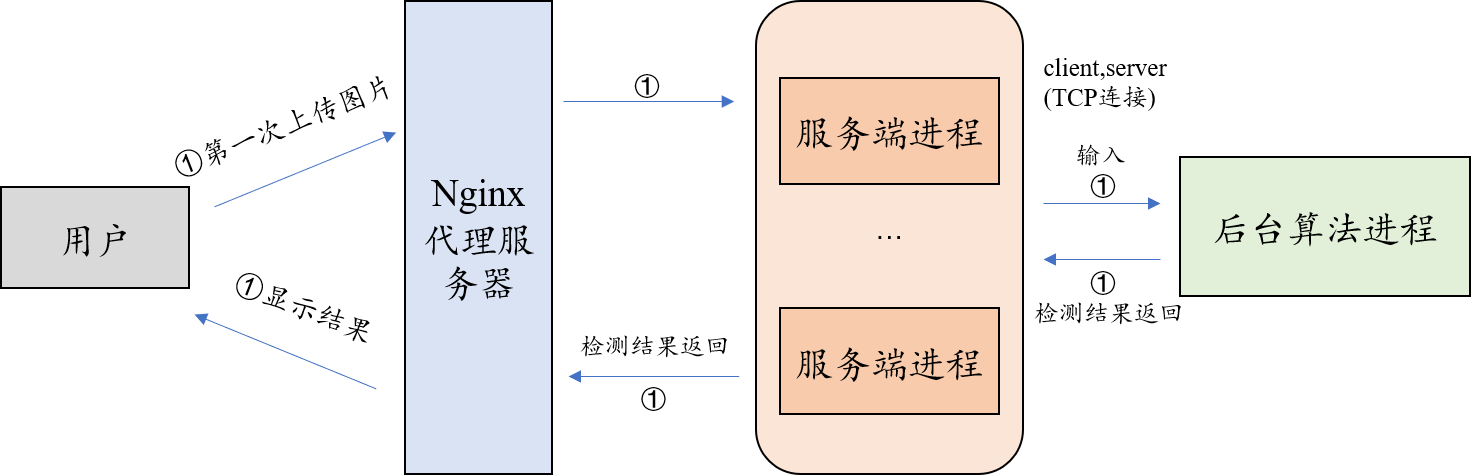 用户
①第一次上传图片
①显示结果
Nginx
代理服
务器
①
检测结果返回
①
服务端进程
...
服务端进程
client,server
(TCP连接)
输入
①
①
检测结果返回
后台算法进程